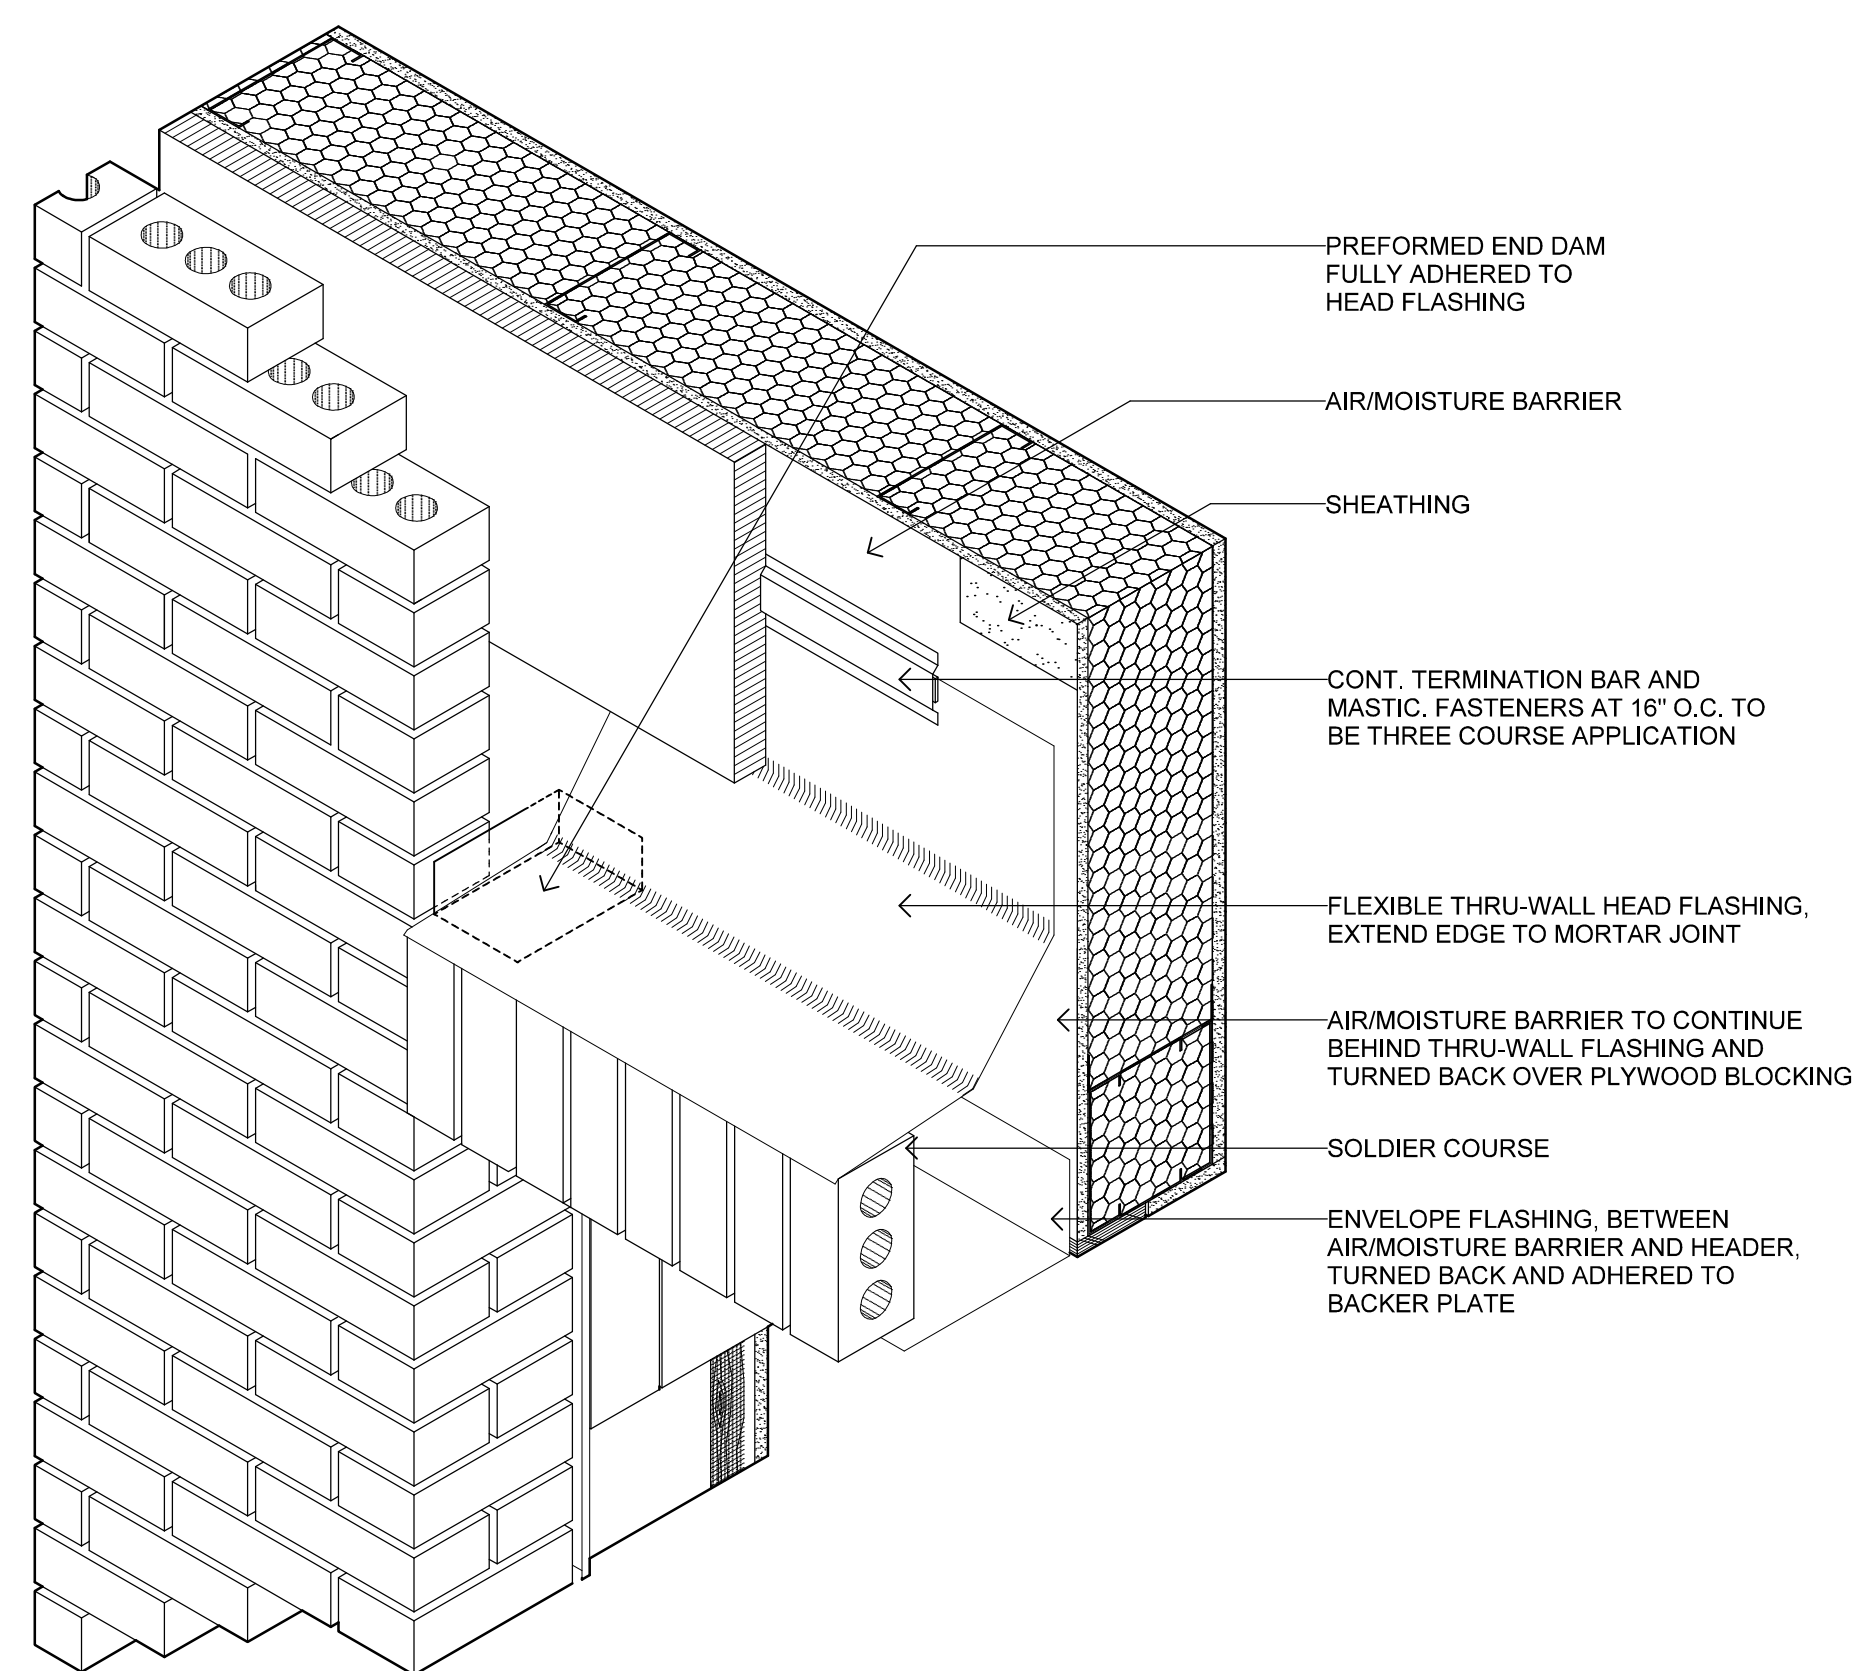 PREFORMED END DAM
FULLY ADHERED TO
HEAD FLASHING
AIR/MOISTURE BARRIER
SHEATHING
CONT. TERMINATION BAR AND
MASTIC. FASTENERS AT 16" O.C. TO
BE THREE COURSE APPLICATION
FLEXIBLE THRU-WALL HEAD FLASHING,
EXTEND EDGE TO MORTAR JOINT
AIR/MOISTURE BARRIER TO CONTINUE
BEHIND THRU-WALL FLASHING AND
TURNED BACK OVER PLYWOOD BLOCKING
SOLDIER COURSE
ENVELOPE FLASHING, BETWEEN
AIR/MOISTURE BARRIER AND HEADER,
TURNED BACK AND ADHERED TO
BACKER PLATE